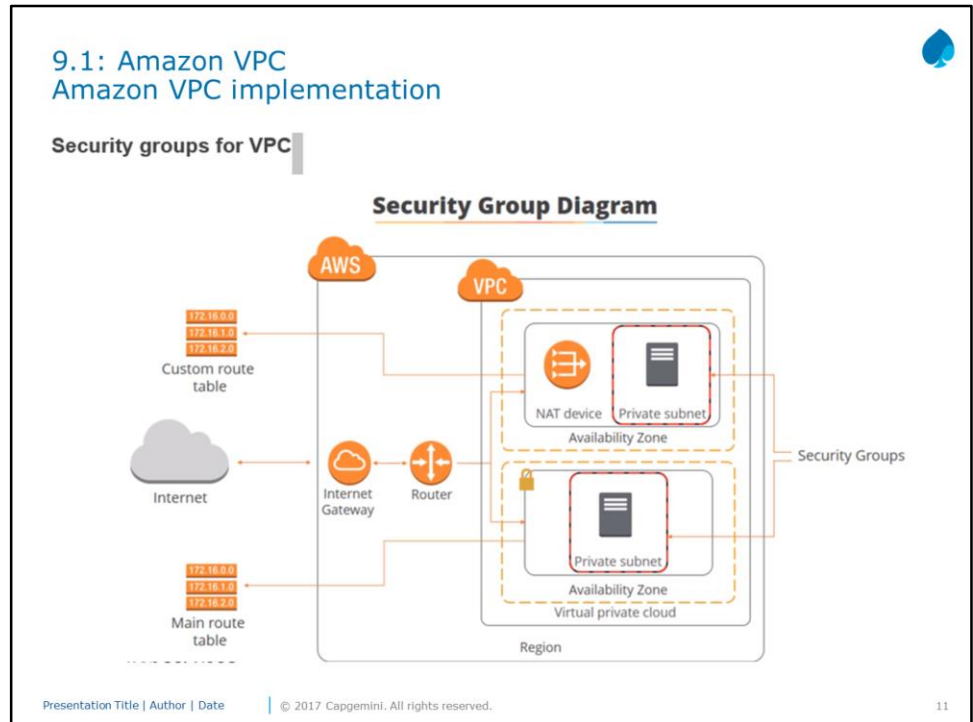 9.1: Amazon VPC
Amazon VPC implementation
Security groups for VPC
Security Group Diagram
AWS
VPC
172.16.0.0
172.16.1.0
172.16.2.0
Custom route
table
NAT device
Private subnet
Availability Zone
Security Groups
Internet
Internet
Gateway
Router
Private subnet
Availability Zone
Virtual private cloud
172.16.0.0
172.16.1.0
172.16.2.0
Main route
table
Region
Presentation Title | Author | Date
© 2017 Capgemini. All rights reserved.
11